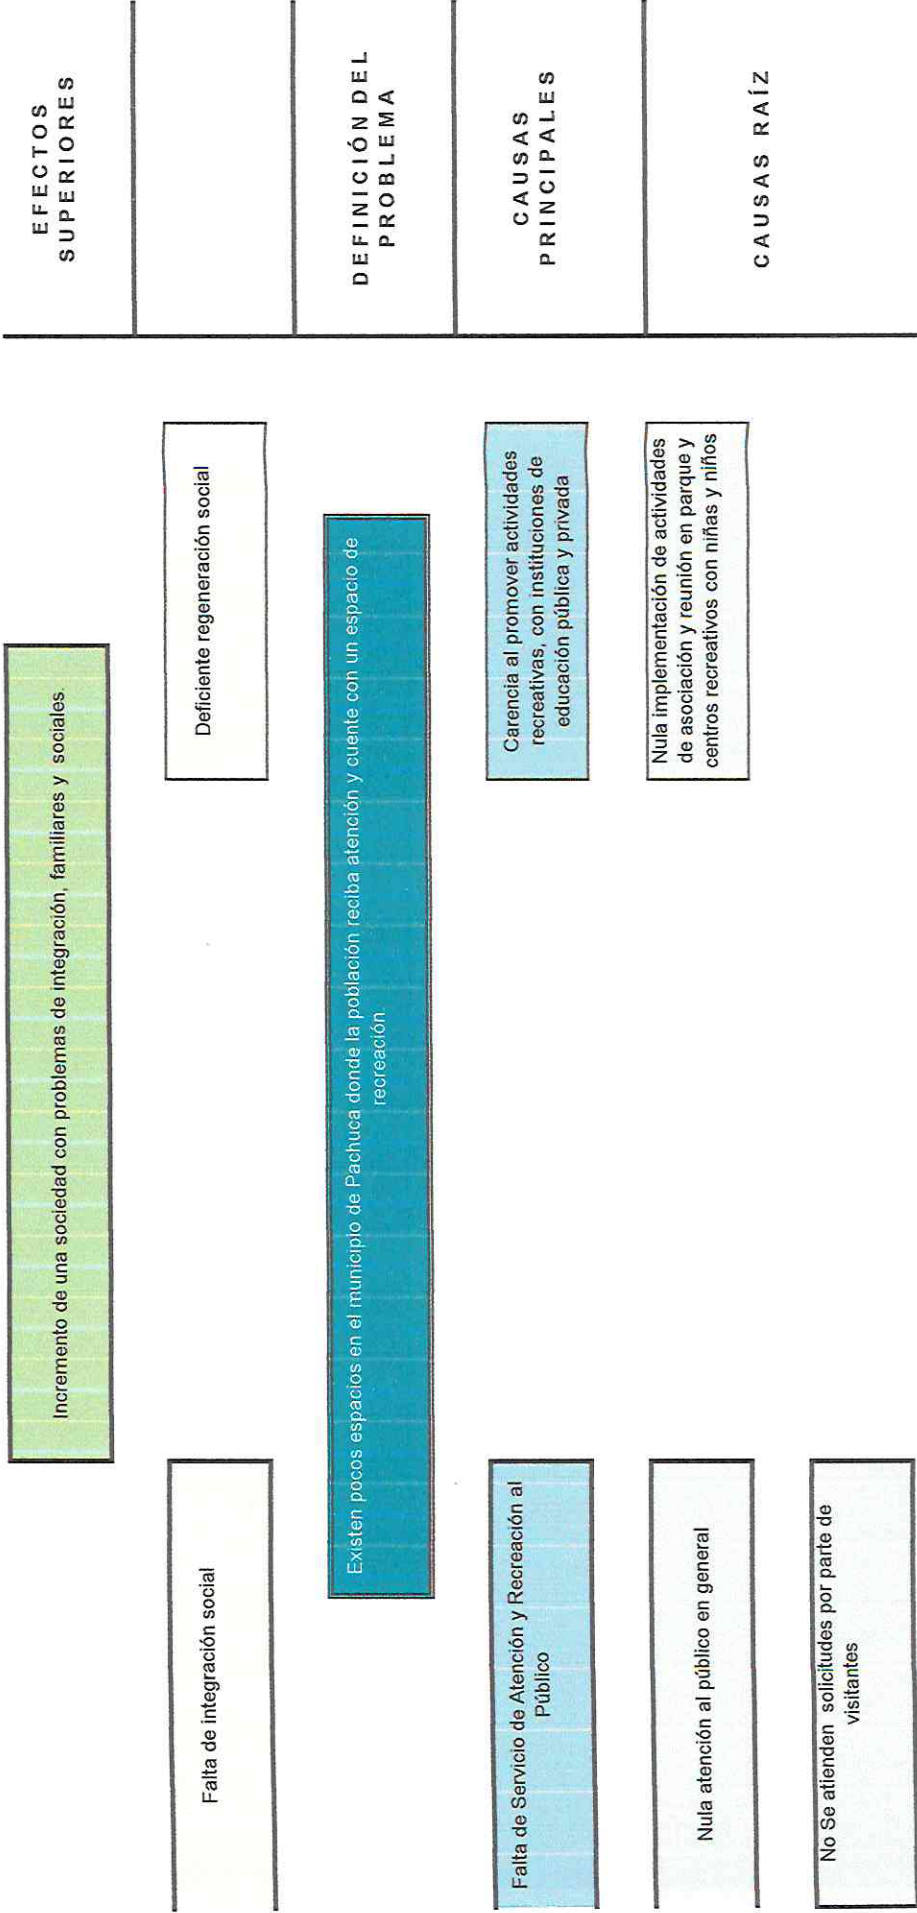 Incremento de una sociedad con problemas de integración, familiares y sociales.
EFECTOS
SUPERIORES
Falta de integración social
Deficiente regeneración social
Existen pocos espacios en el municipio de Pachuca donde la población reciba atención y cuente con un espacio de
recreación.
DEFINICIÓN DEL
PROBLEMA
Falta de Servicio de Atención y Recreación al
Público
Carencia al promover actividades
recreativas, con instituciones de
educación pública y privada
CAUSAS
PRINCIPALES
Nula atención al público en general
Nula implementación de actividades
de asociación y reunión en parque y
centros recreativos con niñas y niños
CAUSAS RAÍZ
No Se atienden solicitudes por parte de
visitantes